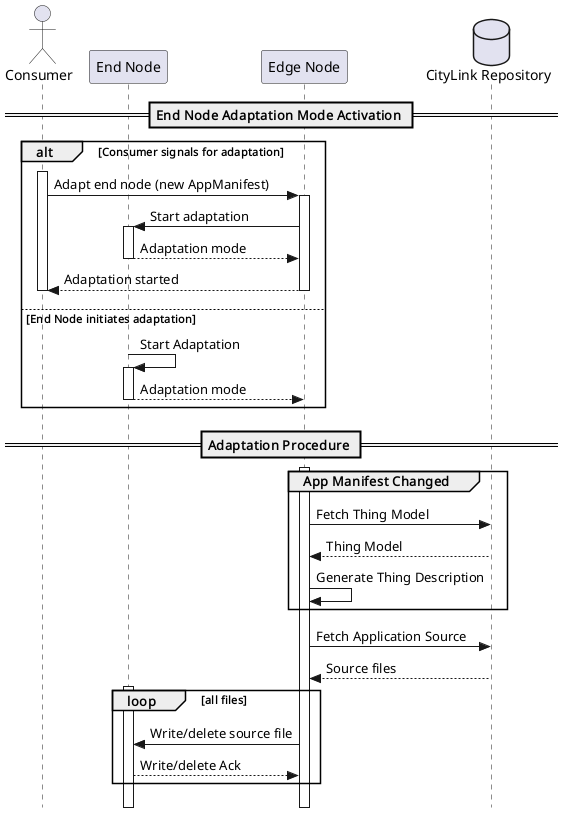 Consumer
End Node
Edge Node
CityLink Repository
End Node Adaptation Mode Activation
alt [Consumer signals for adaptation]
Adapt end node (new AppManifest)
Start adaptation
Adaptation mode
Adaptation started
[End Node initiates adaptation]
Start Adaptation
Adaptation mode
Adaptation Procedure
App Manifest Changed
Fetch Thing Model
Thing Model
Generate Thing Description
Fetch Application Source
Source files
loop [all files]
Write/delete source file
Write/delete Ack